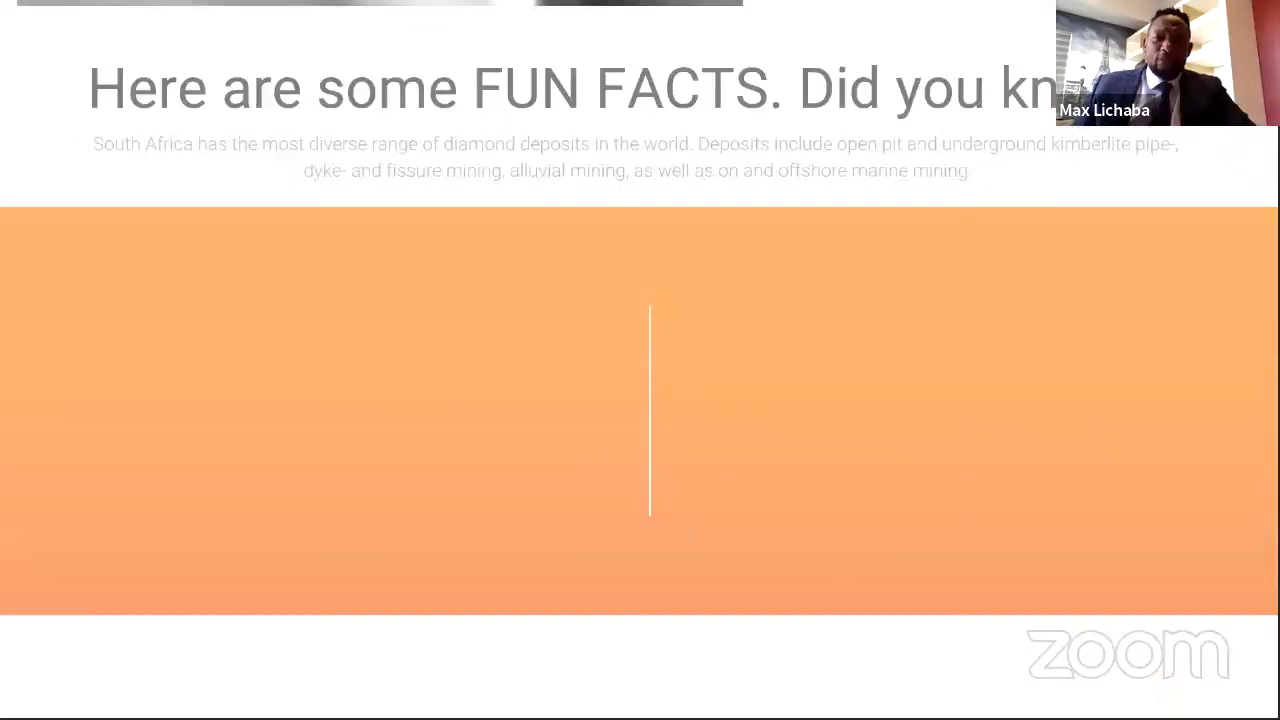 Here are some FUN FACTS. Did you kn
Max Lichaba
South Africa has the most diverse range of diamond deposits in the world. Deposits include open pit and underground kimberlite pipe-,
dyke- and fissure mining, alluvial mining, as well as on and offshore marine mining.
zoom